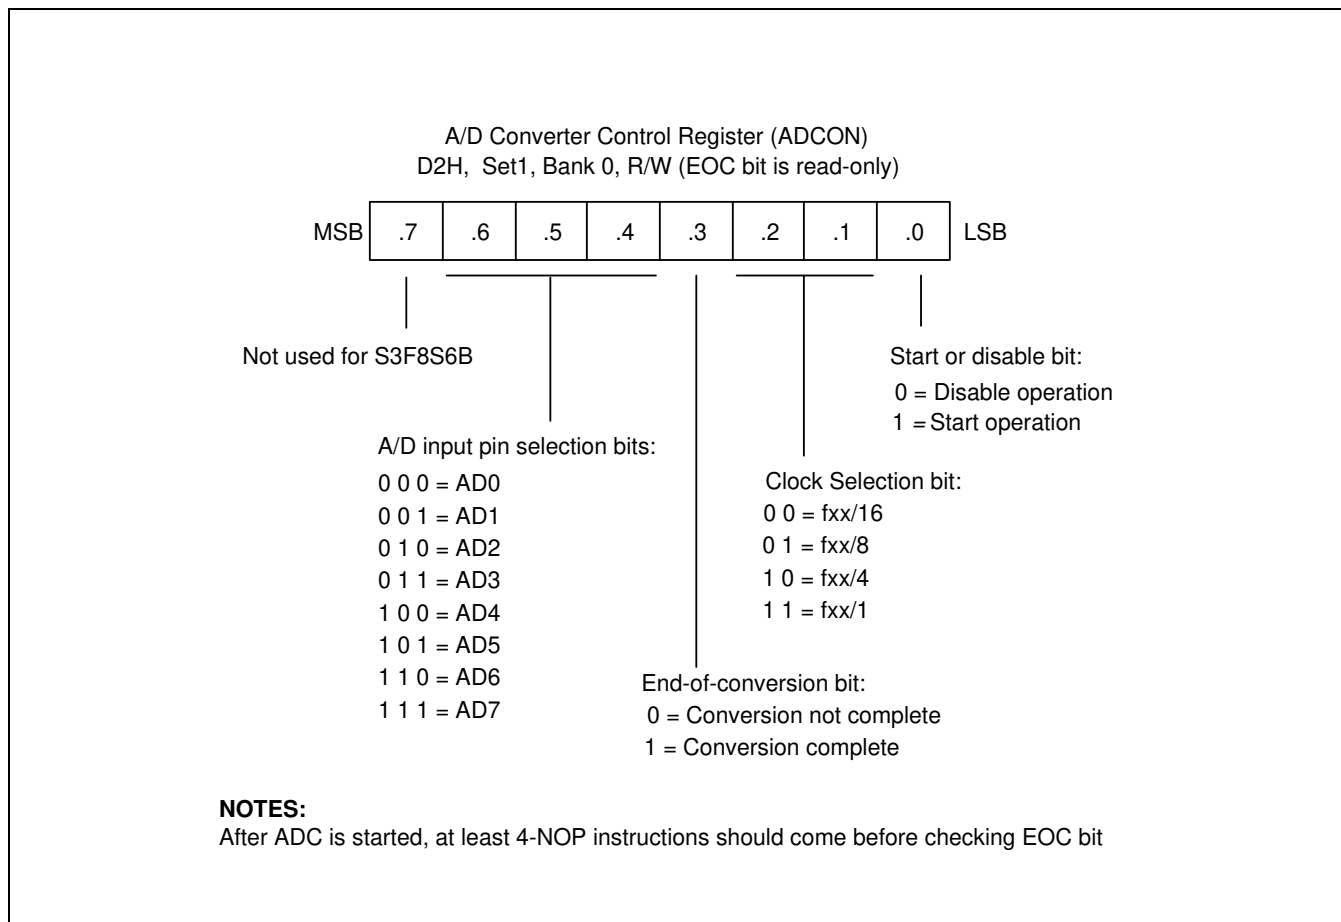 A/D Converter Control Register (ADCON)
D2H, Set1, Bank 0, R/W (EOC bit is read-only)
MSB .7 .6 .5 .4 .3 .2 .1 .0 LSB
Not used for S3F8S6B
Start or disable bit:
0 = Disable operation
1 = Start operation
A/D input pin selection bits:
0 0 0 = AD0
0 0 1 = AD1
0 1 0 = AD2
0 1 1 = AD3
1 0 0 = AD4
1 0 1 = AD5
1 1 0 = AD6
1 1 1 = AD7
Clock Selection bit:
0 0 = fxx/16
0 1 = fxx/8
1 0 = fxx/4
1 1 = fxx/1
End-of-conversion bit:
0 = Conversion not complete
1 = Conversion complete
NOTES:
After ADC is started, at least 4-NOP instructions should come before checking EOC bit